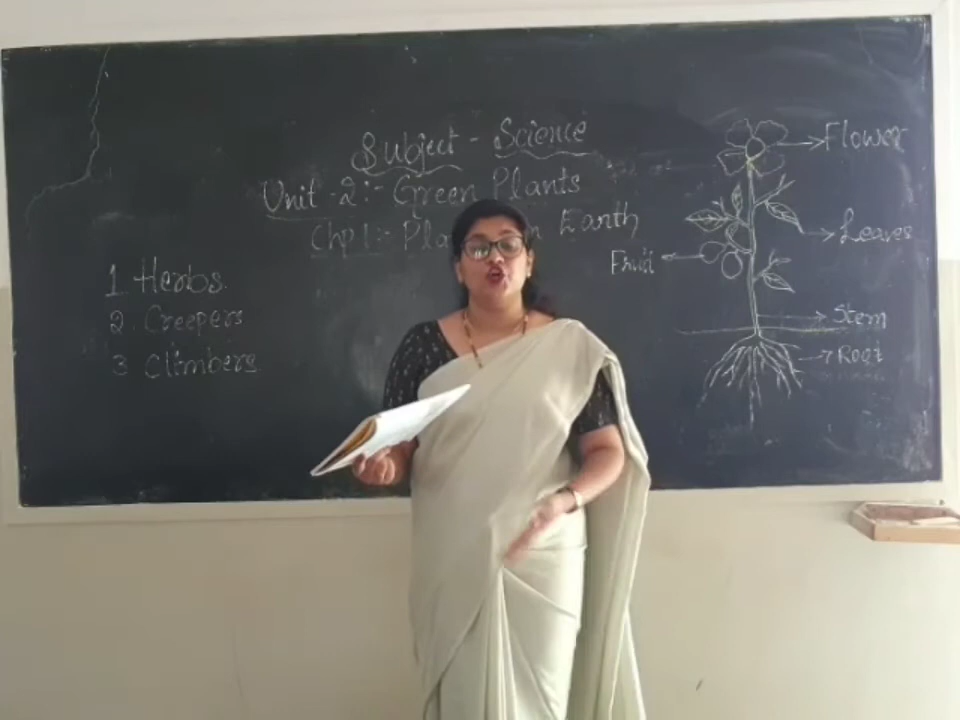 Subject - Science
Unit - 2:- Green Plants
Chp 1:- Earth
1. Herbs.
2. Creepers
3 Climbers.
Flower
Leaves
Fruit
Stem
Root